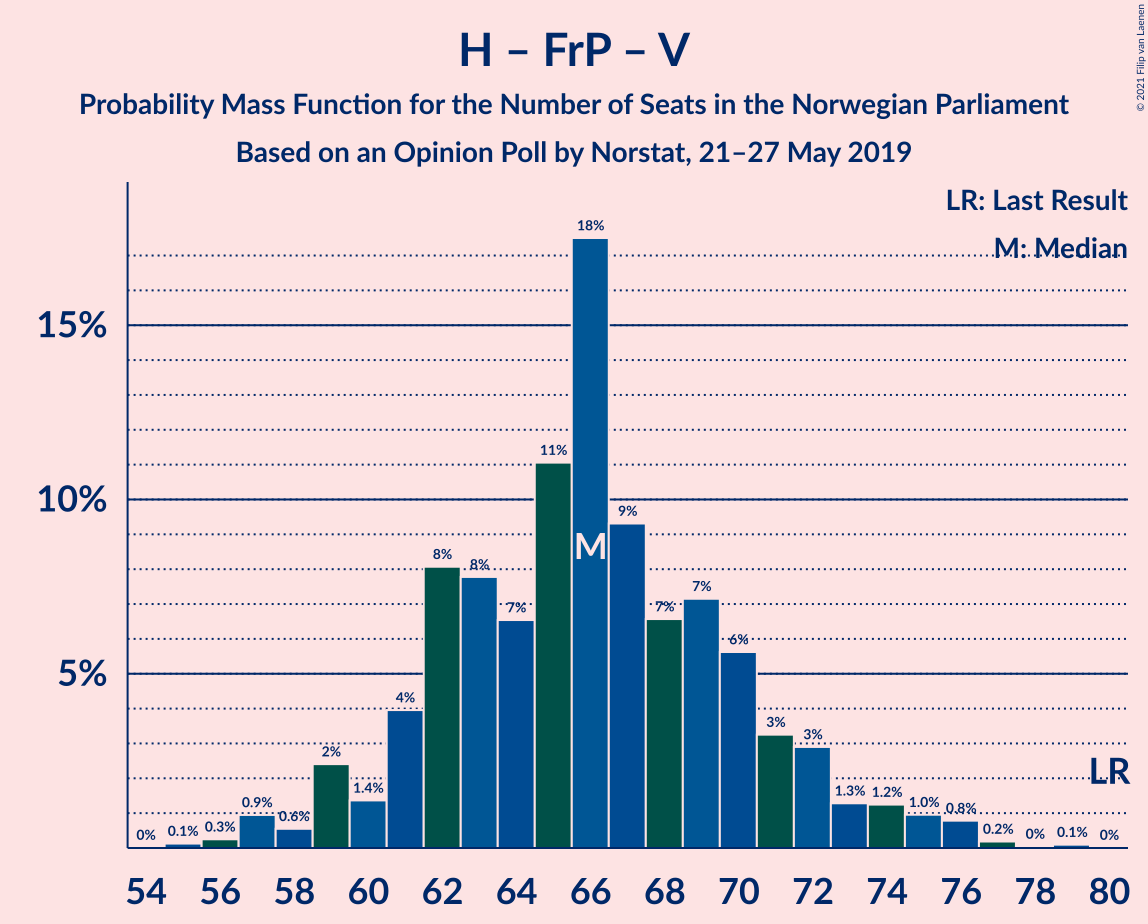 © 2021 Filip van Laenen
H – FrP – V
Probability Mass Function for the Number of Seats in the Norwegian Parliament
Based on an Opinion Poll by Norstat, 21–27 May 2019
LR: Last Result
M: Median
15%
10%
5%
0% 0.1% 0.3% 0.9% 0.6% 2% 1.4% 4% 8% 8% 7% 11% 18% 9% 7% 7% 6% 3% 3% 1.3% 1.2% 1.0% 0.8% 0.2% 0% 0.1% 0%
M
LR
54 56 58 60 62 64 66 68 70 72 74 76 78 80